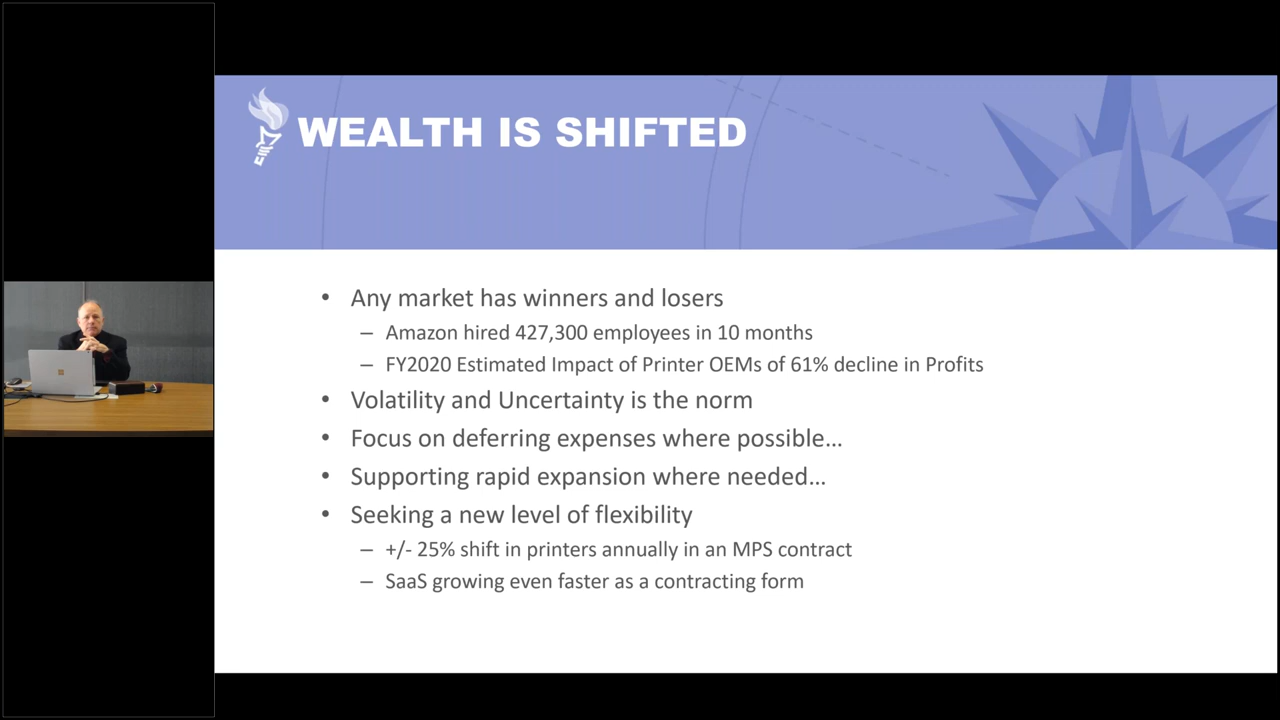 WEALTH IS SHIFTED
• Any market has winners and losers
– Amazon hired 427,300 employees in 10 months
– FY2020 Estimated Impact of Printer OEMs of 61% decline in Profits
• Volatility and Uncertainty is the norm
• Focus on deferring expenses where possible…
• Supporting rapid expansion where needed…
• Seeking a new level of flexibility
– +/- 25% shift in printers annually in an MPS contract
– SaaS growing even faster as a contracting form